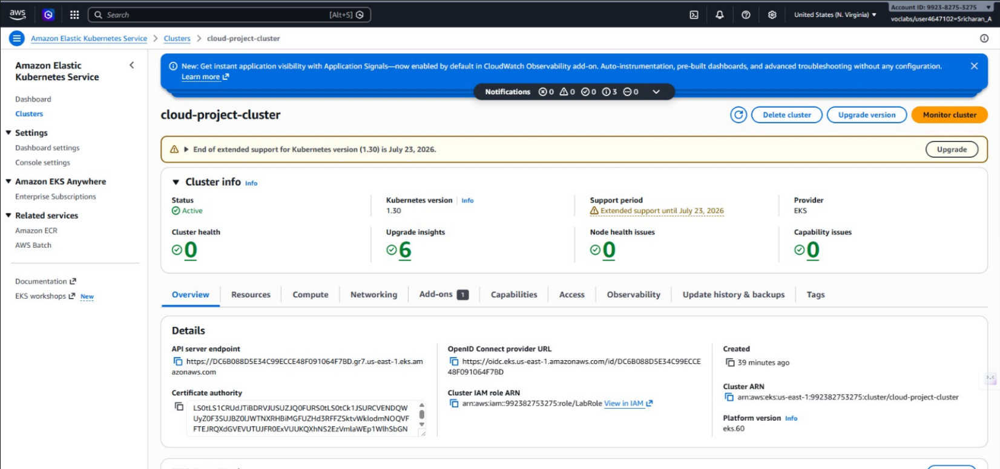 aws
Search
[Alt+S]
United States (N. Virginia)
Account ID: 9923-8275-3275
voclabs/user4647102=Sricharan_A
Amazon Elastic Kubernetes Service > Clusters > cloud-project-cluster
Amazon Elastic
Kubernetes Service
Dashboard
Clusters
Settings
Dashboard settings
Console settings
Amazon EKS Anywhere
Enterprise Subscriptions
Related services
Amazon ECR
AWS Batch
Documentation
EKS workshops New
New: Get instant application visibility with Application Signals—now enabled by default in CloudWatch Observability add-on. Auto-instrumentation, pre-built dashboards, and advanced troubleshooting without any configuration.
Learn more
Notifications 0 0 0 3 0
cloud-project-cluster
Delete cluster
Upgrade version
Monitor cluster
End of extended support for Kubernetes version (1.30) is July 23, 2026.
Upgrade
Cluster info Info
Status
Active
Kubernetes version Info
1.30
Support period
Extended support until July 23, 2026
Provider
EKS
Cluster health
0
Upgrade insights
6
Node health issues
0
Capability issues
0
Overview
Resources
Compute
Networking
Add-ons 1
Capabilities
Access
Observability
Update history & backups
Tags
Details
API server endpoint
https://DC6B088D5E34C99ECCE48F091064F7BD.gr7.us-east-1.eks.am
azonaws.com
Certificate authority
OpenID Connect provider URL
https://oidc.eks.us-east-1.amazonaws.com/id/DC6B088D5E34C99ECCE
48F091064F7BD
Cluster IAM role ARN
arn:aws:iam::992382753275:role/LabRole View in IAM
Created
39 minutes ago
Cluster ARN
arn:aws:eks:us-east-1:992382753275:cluster/cloud-project-cluster
Platform version Info
eks.60